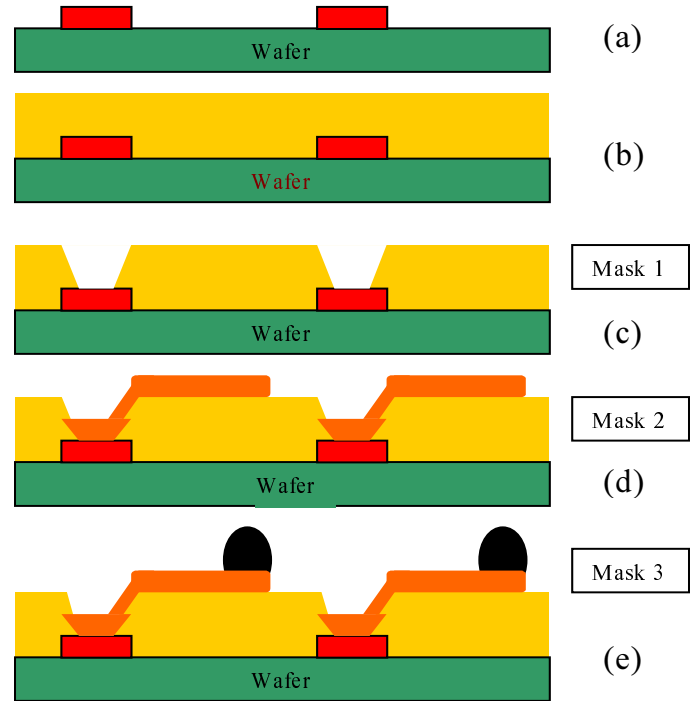 Wafer
(a)
Wafer
(b)
Mask 1
Wafer
(c)
Mask 2
Wafer
(d)
Mask 3
Wafer
(e)